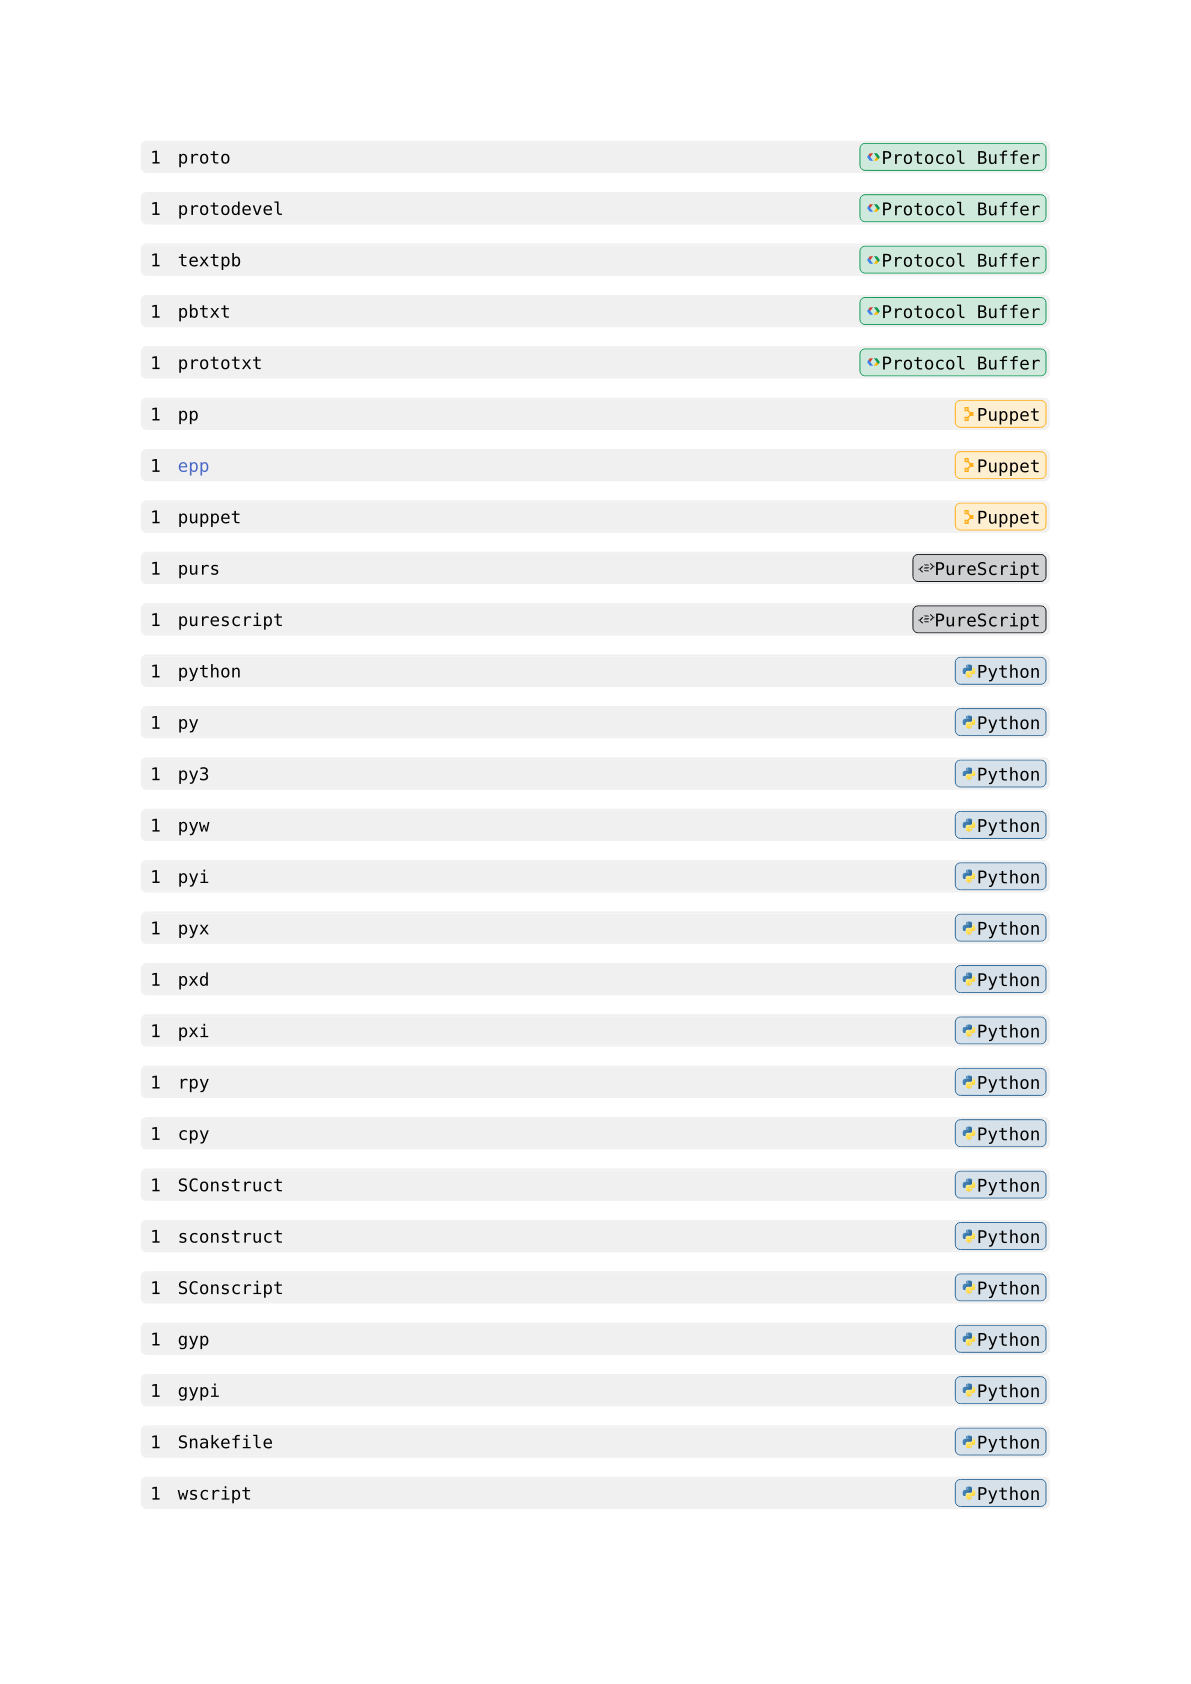 1 proto Protocol Buffer
1 protodevel Protocol Buffer
1 textpb Protocol Buffer
1 pbtxt Protocol Buffer
1 prototxt Protocol Buffer
1 pp Puppet
1 epp Puppet
1 puppet Puppet
1 purs PureScript
1 purescript PureScript
1 python Python
1 py Python
1 py3 Python
1 pyw Python
1 pyi Python
1 pyx Python
1 pxd Python
1 pxi Python
1 rpy Python
1 cpy Python
1 SConstruct Python
1 sconstruct Python
1 SConscript Python
1 gyp Python
1 gypi Python
1 Snakefile Python
1 wscript Python